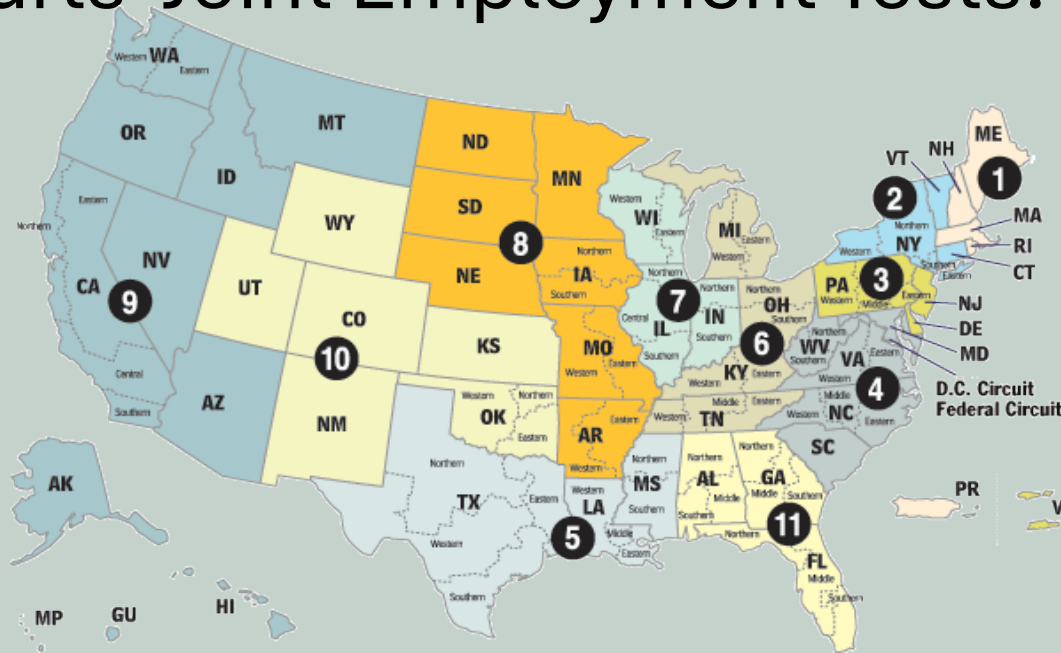 Joint Employment Tests:
WA
Western
Eastern
OR
MT
ID
ND
MN
SD
8
NE
WY
NV
CA
9
Northern
Eastern
Central
Southern
UT
CO
10
KS
AZ
NM
OK
Western
Northern
Eastern
TX
Northern
Eastern
Western
Southern
IA
Northern
Southern
MO
Eastern
Western
AR
Eastern
Western
LA
Western
Middle
Eastern
5
MS
Northern
Southern
WI
Western
Eastern
7
IL
Northern
Central
Southern
IN
Northern
Southern
MI
Eastern
Western
OH
Northern
Southern
6
KY
Western
Eastern
TN
Western
Middle
Eastern
AL
Northern
Middle
Southern
GA
Northern
Middle
Southern
11
FL
Northern
Middle
Southern
SC
NC
Western
Middle
Eastern
4
VA
Western
Eastern
WV
Northern
Southern
PA
Western
Middle
Eastern
3
NY
Northern
Western
Southern
Eastern
2
VT
NH
ME
1
MA
RI
CT
NJ
DE
MD
D.C. Circuit
Federal Circuit
PR
AK
HI
GU
MP